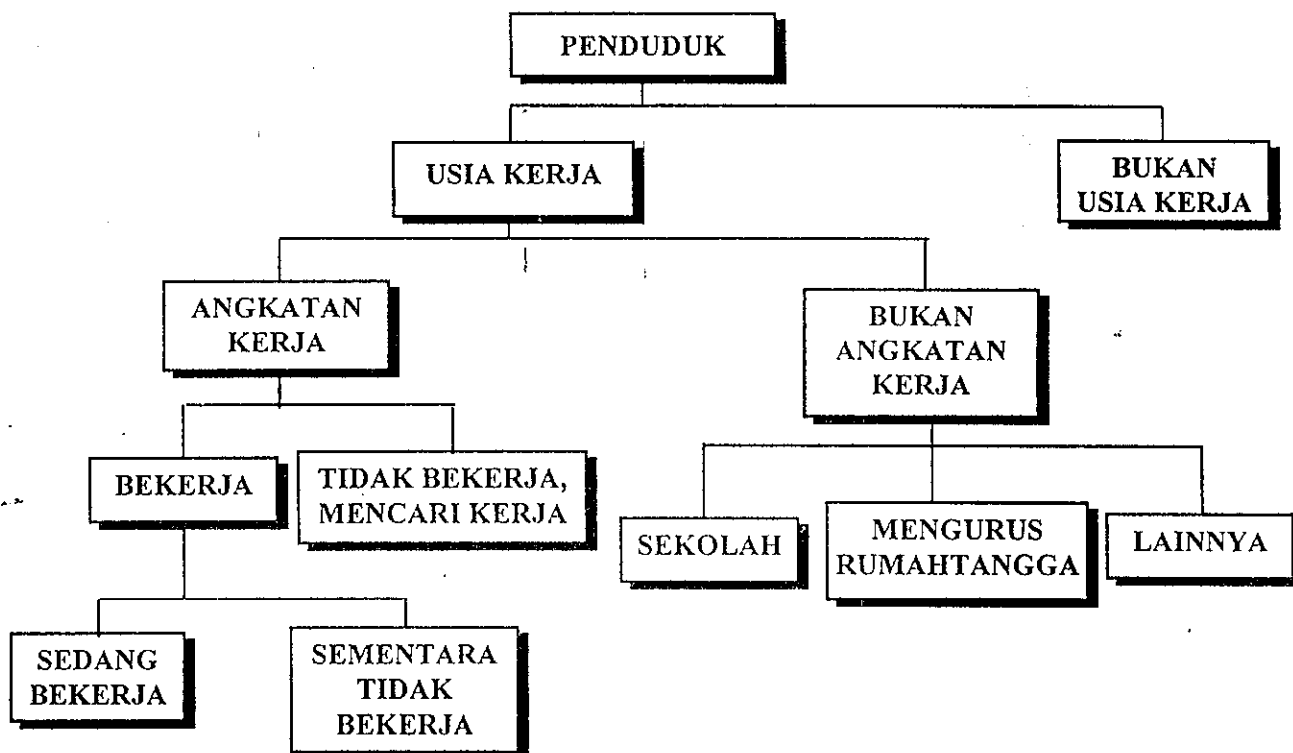 PENDUDUK
USIA KERJA
BUKAN
USIA KERJA
ANGKATAN
KERJA
BUKAN
ANGKATAN
KERJA
BEKERJA
TIDAK BEKERJA,
MENCARI KERJA
SEKOLAH
MENGURUS
RUMAHTANGGA
LAINNYA
SEDANG
BEKERJA
SEMENTARA
TIDAK
BEKERJA